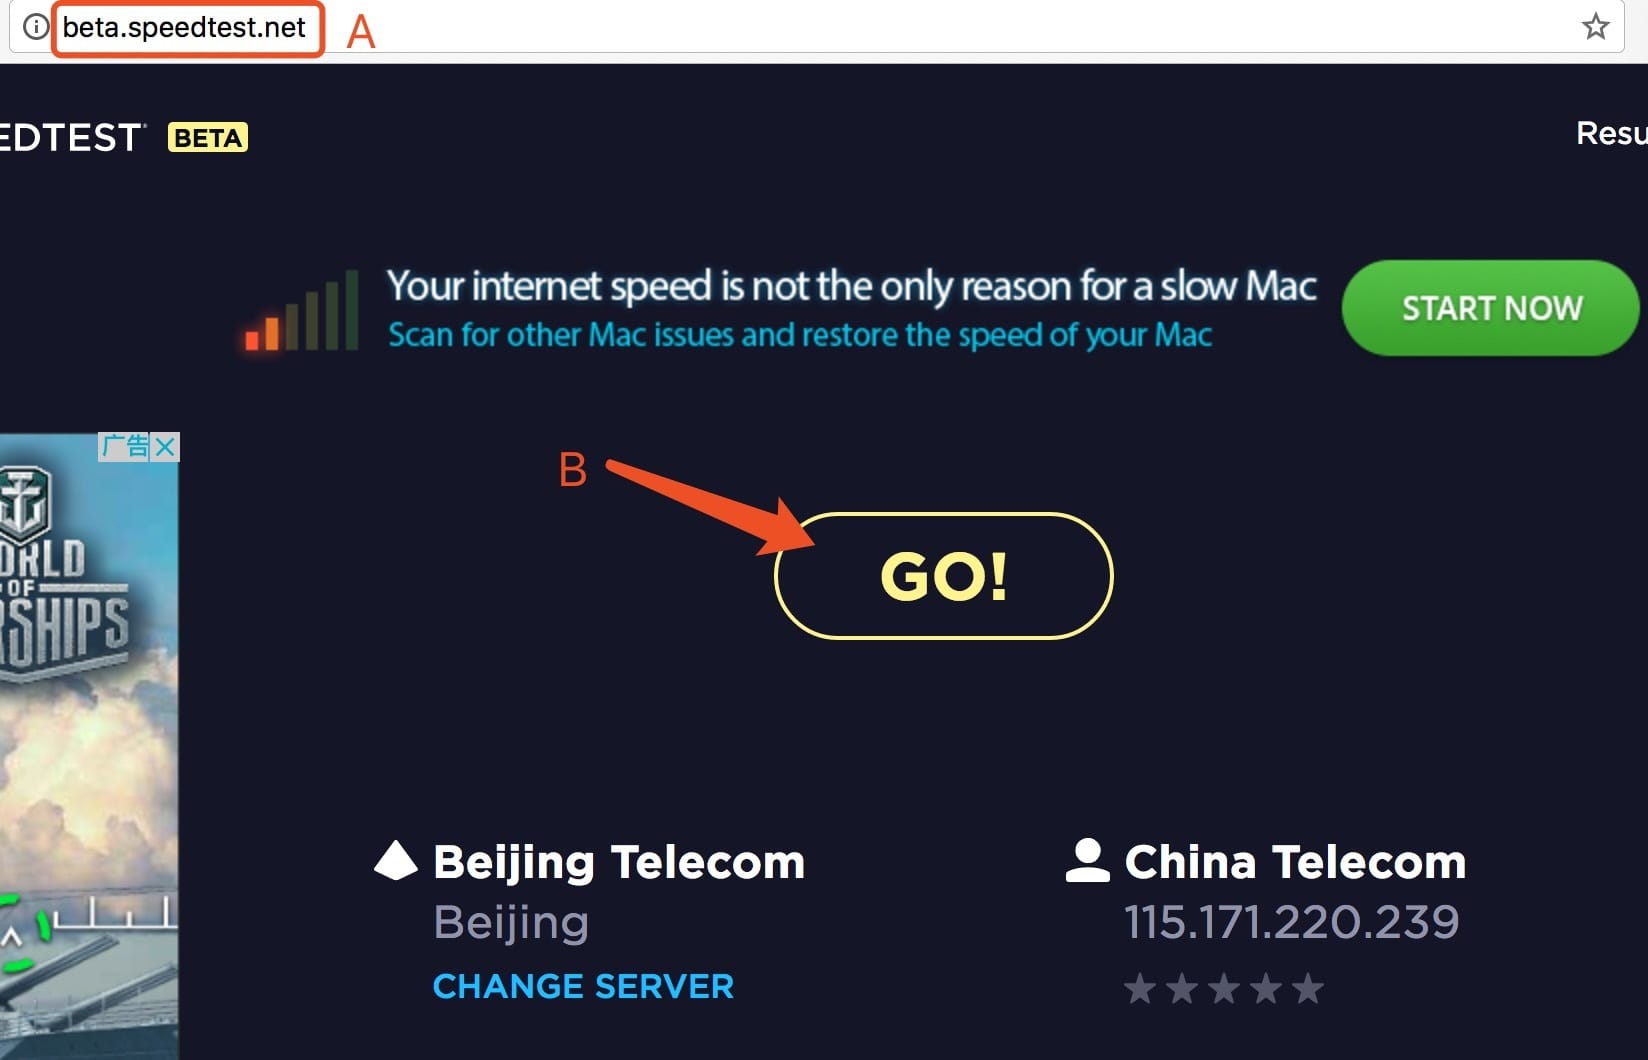 beta.speedtest.net A
EDTEST BETA
Resu
Your internet speed is not the only reason for a slow Mac
Scan for other Mac issues and restore the speed of your Mac
START NOW
广告
ORLD
OF
RSHIPS
B
GO!
Beijing Telecom
Beijing
CHANGE SERVER
China Telecom
115.171.220.239